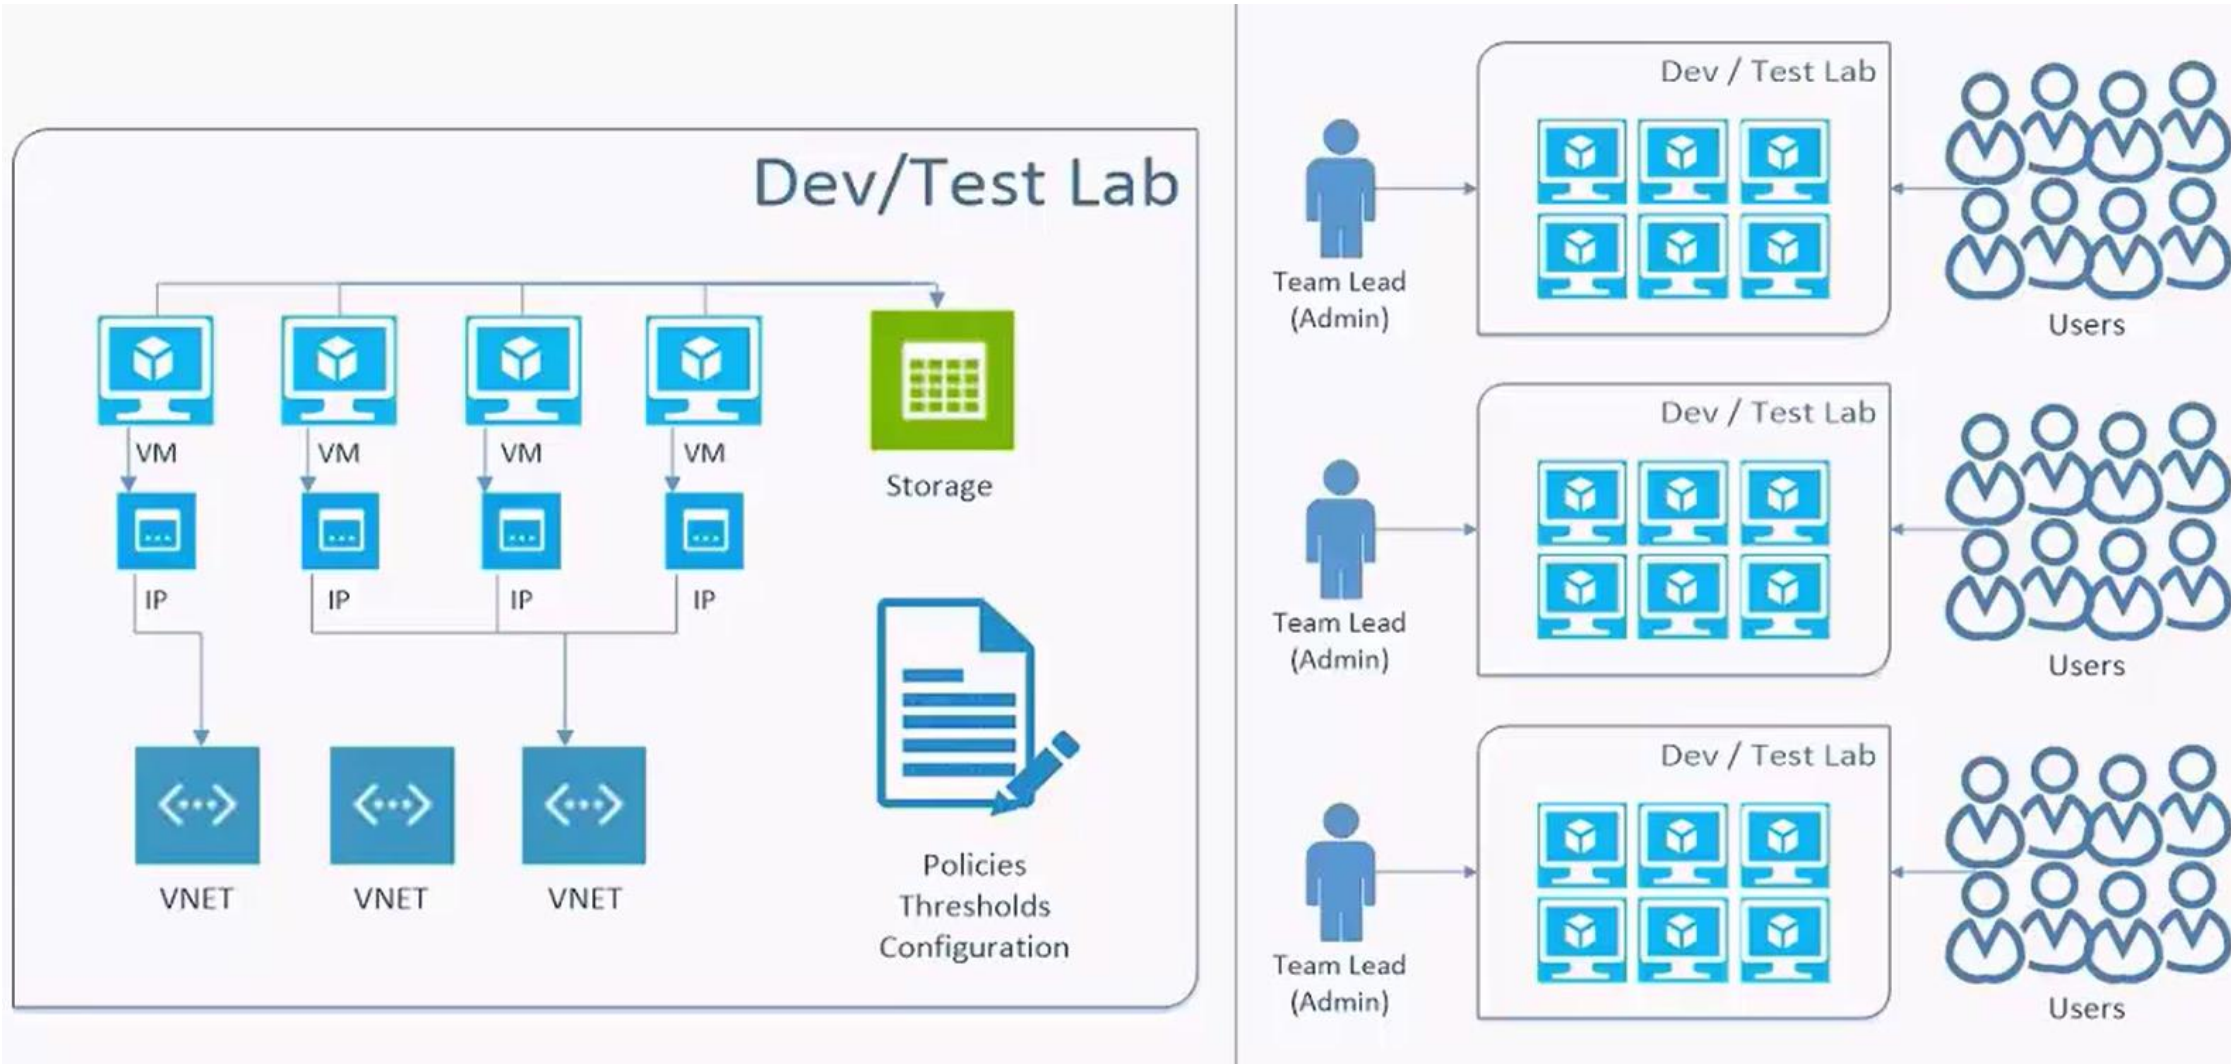 Dev/Test Lab
VM
VM
VM
VM
Storage
IP
IP
IP
IP
VNET
VNET
VNET
Policies
Thresholds
Configuration
Dev / Test Lab
Team Lead
(Admin)
Users
Dev / Test Lab
Team Lead
(Admin)
Users
Dev / Test Lab
Team Lead
(Admin)
Users